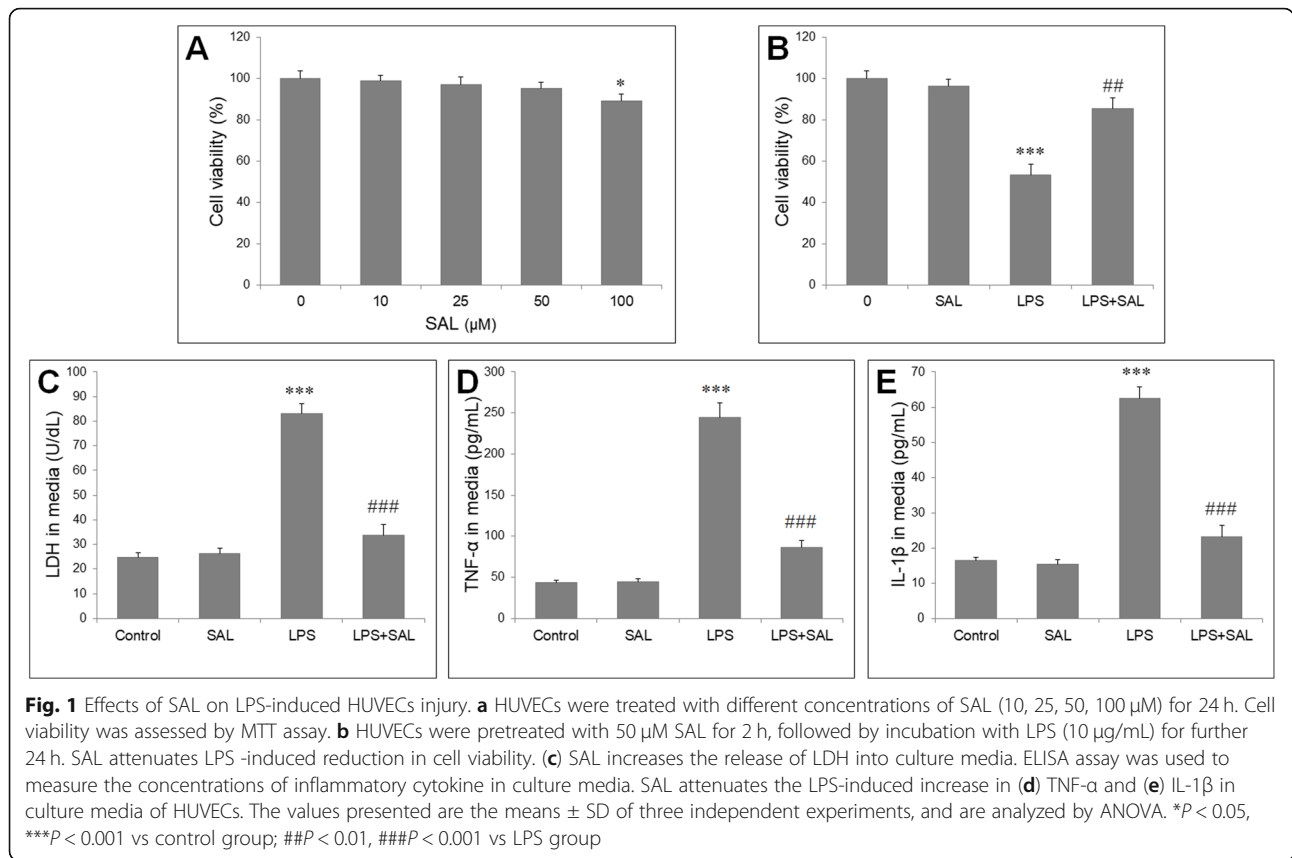 A
120
100
80
60
40
20
0
Cell viability (%)
*
0 10 25 50 100
SAL (µM)
B
120
100
80
60
40
20
0
Cell viability (%)
***
##
0 SAL LPS LPS+SAL
C
100
90
80
70
60
50
40
30
20
10
0
LDH in media (U/dL)
***
###
Control SAL LPS LPS+SAL
D
300
250
200
150
100
50
0
TNF-α in media (pg/mL)
***
###
Control SAL LPS LPS+SAL
E
70
60
50
40
30
20
10
0
IL-1β in media (pg/mL)
***
###
Control SAL LPS LPS+SAL
Fig. 1 Effects of SAL on LPS-induced HUVECs injury. a HUVECs were treated with different concentrations of SAL (10, 25, 50, 100 μM) for 24 h. Cell
viability was assessed by MTT assay. b HUVECs were pretreated with 50 μM SAL for 2 h, followed by incubation with LPS (10 μg/mL) for further
24 h. SAL attenuates LPS -induced reduction in cell viability. (c) SAL increases the release of LDH into culture media. ELISA assay was used to
measure the concentrations of inflammatory cytokine in culture media. SAL attenuates the LPS-induced increase in (d) TNF-α and (e) IL-1β in
culture media of HUVECs. The values presented are the means ± SD of three independent experiments, and are analyzed by ANOVA. *P < 0.05,
***P < 0.001 vs control group; ##P < 0.01, ###P < 0.001 vs LPS group